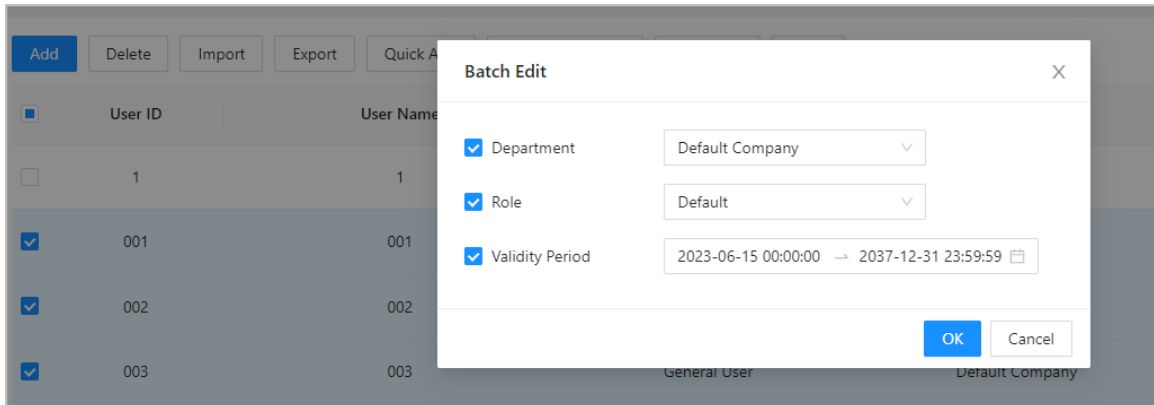 Add Delete Import Export Quick A
Batch Edit
User ID User Name
Department Default Company
1 1
Role Default
001 001
Validity Period 2023-06-15 00:00:00 → 2037-12-31 23:59:59
002 002
OK Cancel
003 003 General User Default Company